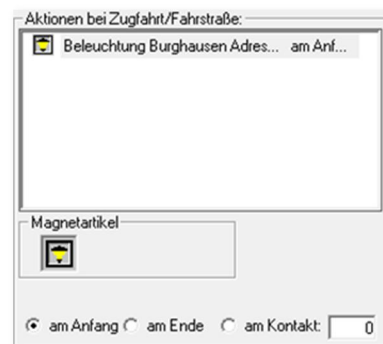 Aktionen bei Zugfahrt/Fahrstraße:
Beleuchtung Burghausen Adres... am Anf...
Magnetartikel
am Anfang am Ende am Kontakt: 0